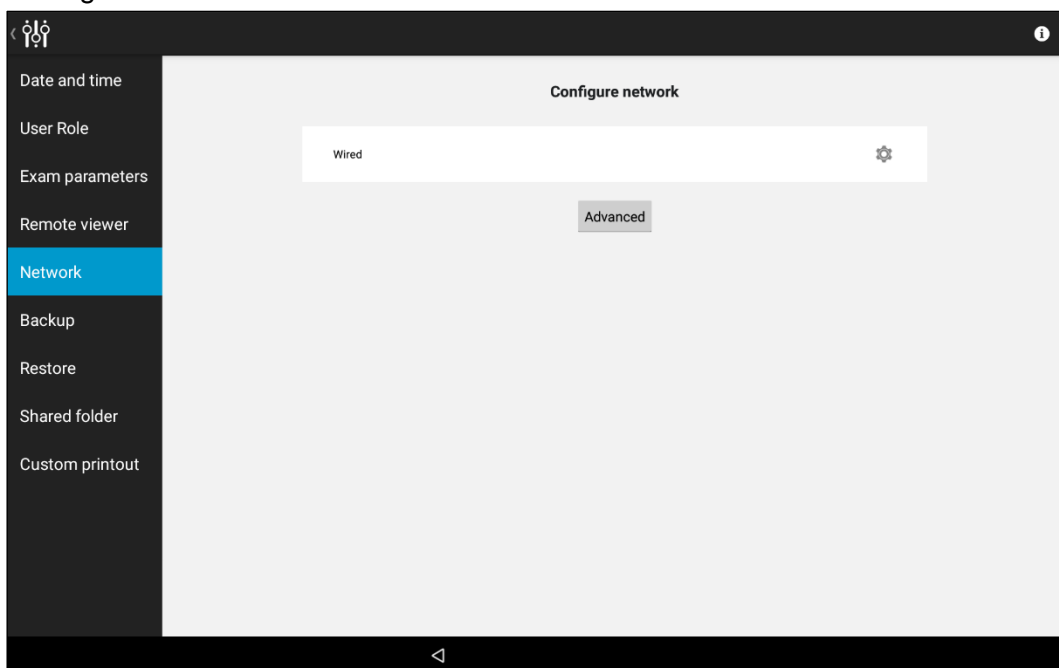 Date and time
User Role
Exam parameters
Remote viewer
Network
Backup
Restore
Shared folder
Custom printout
Configure network
Wired
Advanced